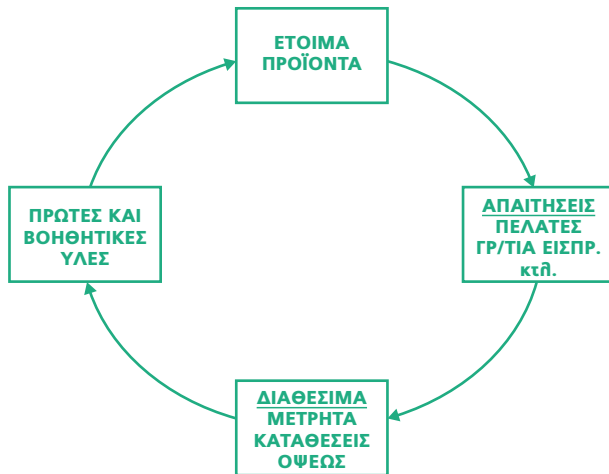 ΕΤΟΙΜΑ
ΠΡΟΪΟΝΤΑ
ΑΠΑΙΤΗΣΕΙΣ
ΠΕΛΑΤΕΣ
ΓΡ/ΤΙΑ ΕΙΣΠΡ.
κτλ.
ΔΙΑΘΕΣΙΜΑ
ΜΕΤΡΗΤΑ
ΚΑΤΑΘΕΣΕΙΣ
ΟΨΕΩΣ
ΠΡΩΤΕΣ ΚΑΙ
ΒΟΗΘΗΤΙΚΕΣ
ΥΛΕΣ